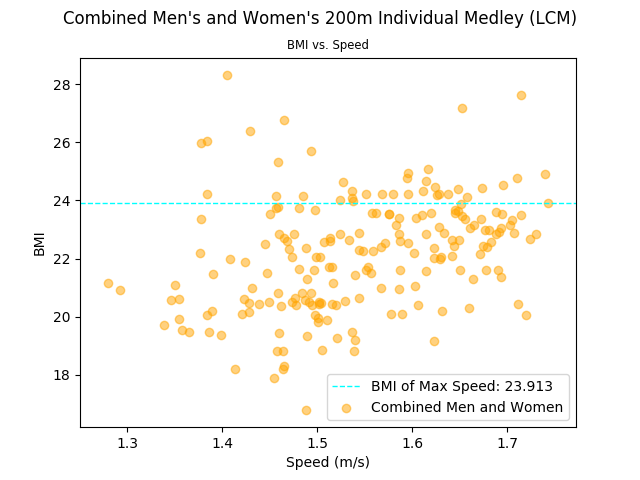 Combined Men's and Women's 200m Individual Medley (LCM)
BMI vs. Speed
28
26
24
22
20
18
BMI
BMI of Max Speed: 23.913
Combined Men and Women
1.3 1.4 1.5 1.6 1.7
Speed (m/s)